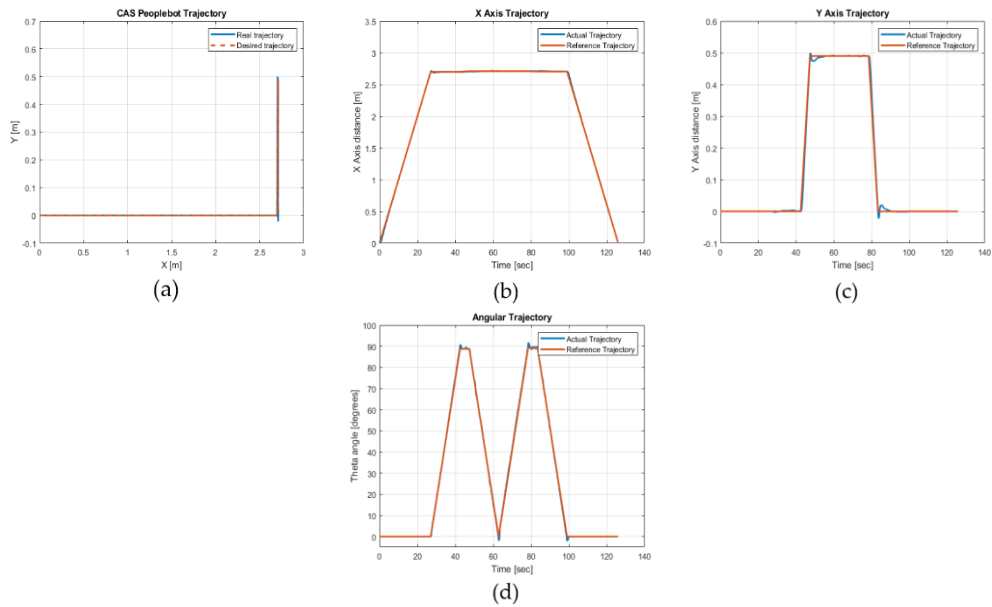 CAS Peoplebot Trajectory
Real trajectory
Desired trajectory
0.7
0.6
0.5
0.4
0.3
0.2
0.1
0
-0.1
Y [m]
0
0.5
1
1.5
2
2.5
3
X [m]
(a)
X Axis Trajectory
Actual Trajectory
Reference Trajectory
3.5
3
2.5
2
1.5
1
0.5
0
X Axis distance [m]
0
20
40
60
80
100
120
140
Time [sec]
(b)
Y Axis Trajectory
Actual Trajectory
Reference Trajectory
0.6
0.5
0.4
0.3
0.2
0.1
0
-0.1
Y Axis distance [m]
0
20
40
60
80
100
120
140
Time [sec]
(c)
Angular Trajectory
Actual Trajectory
Reference Trajectory
100
90
80
70
60
50
40
30
20
10
0
Theta angle [degrees]
0
20
40
60
80
100
120
140
Time [sec]
(d)